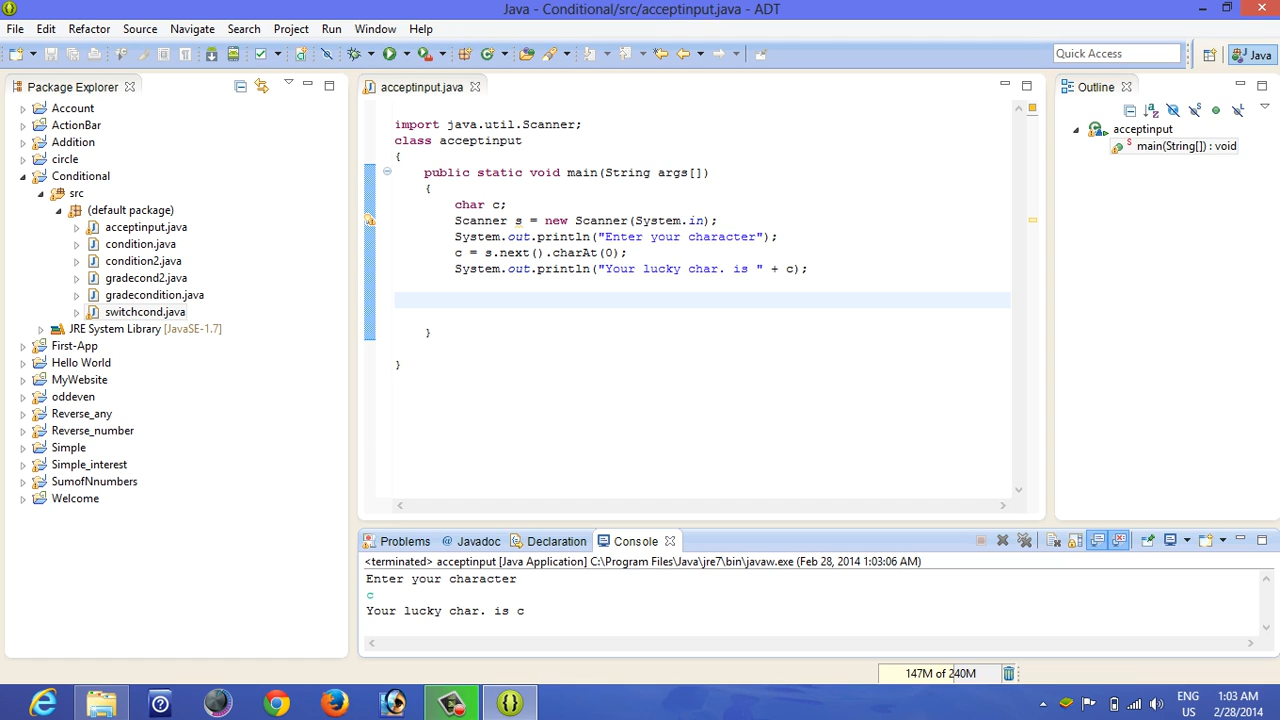 Java - Conditional/src/acceptinput.java - ADT
File Edit Refactor Source Navigate Search Project Run Window Help
Quick Access
Java
Package Explorer
Account
ActionBar
Addition
circle
Conditional
src
(default package)
acceptinput.java
condition.java
condition2.java
gradecond2.java
gradecondition.java
switchcond.java
JRE System Library [JavaSE-1.7]
First-App
Hello World
MyWebsite
oddeven
Reverse_any
Reverse_number
Simple
Simple_interest
SumofNnumbers
Welcome
acceptinput.java
import java.util.Scanner;
class acceptinput
{
public static void main(String args[])
{
char c;
Scanner s = new Scanner(System.in);
System.out.println("Enter your character");
c = s.next().charAt(0);
System.out.println("Your lucky char. is " + c);
}
}
Outline
acceptinput
main(String[]) : void
Problems Javadoc Declaration Console
<terminated> acceptinput [Java Application] C:\Program Files\Java\jre7\bin\javaw.exe (Feb 28, 2014 1:03:06 AM)
Enter your character
c
Your lucky char. is c
147M of 240M
ENG
US
1:03 AM
2/28/2014